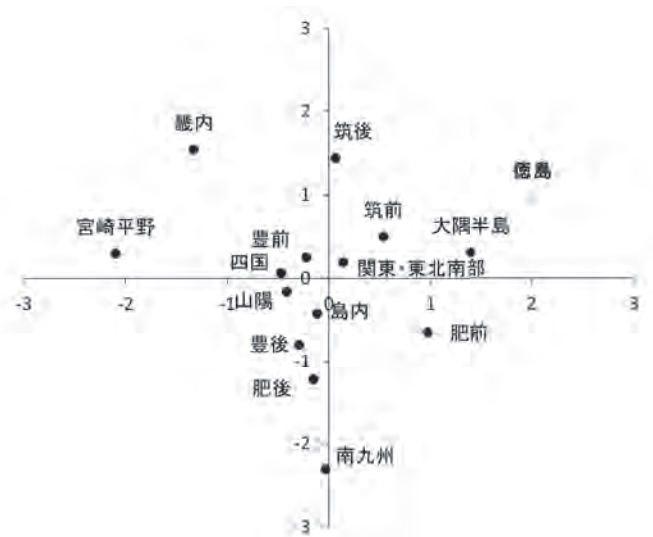 3
畿内
筑後
2
徳島
1
宮崎平野
筑前
大隅半島
豊前
四国
関東・東北南部
0
-3
-2
-1
山陽
0
島内
1
2
3
肥前
豊後
-1
肥後
-2
南九州
-3